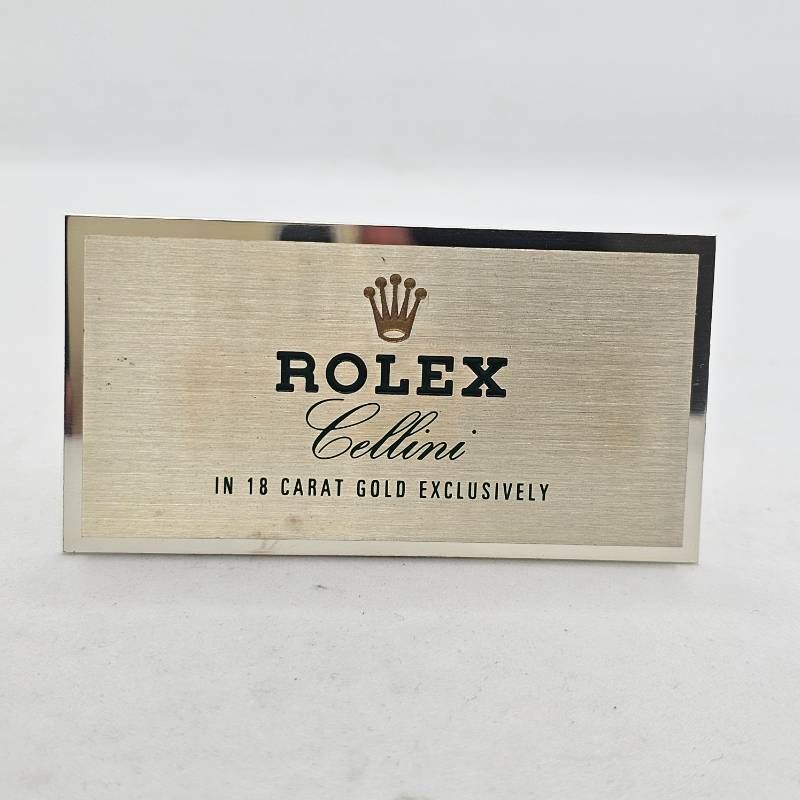 ROLEX
Cellini
IN 18 CARAT GOLD EXCLUSIVELY